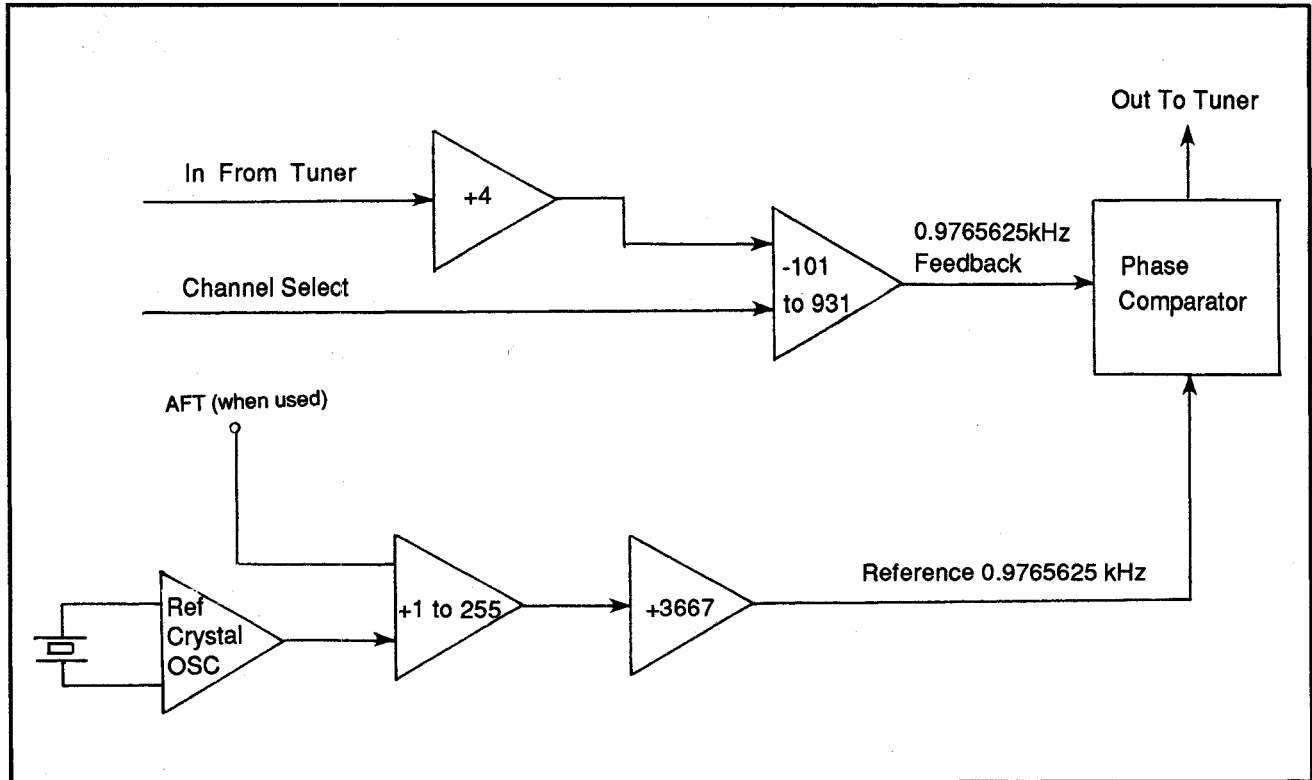 Out To Tuner
In From Tuner
+4
0.9765625kHz
Feedback
-101
to 931
Phase
Comparator
Channel Select
AFT (when used)
Ref
Crystal
OSC
+1 to 255
+3667
Reference 0.9765625 kHz